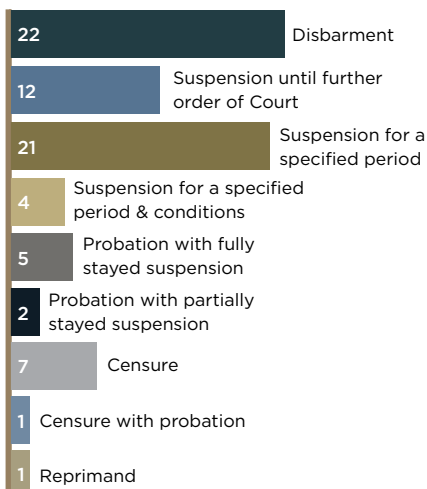 22 Disbarment
12 Suspension until further
order of Court
21 Suspension for a
specified period
4 Suspension for a specified
period & conditions
5 Probation with fully
stayed suspension
2 Probation with partially
stayed suspension
7 Censure
1 Censure with probation
1 Reprimand